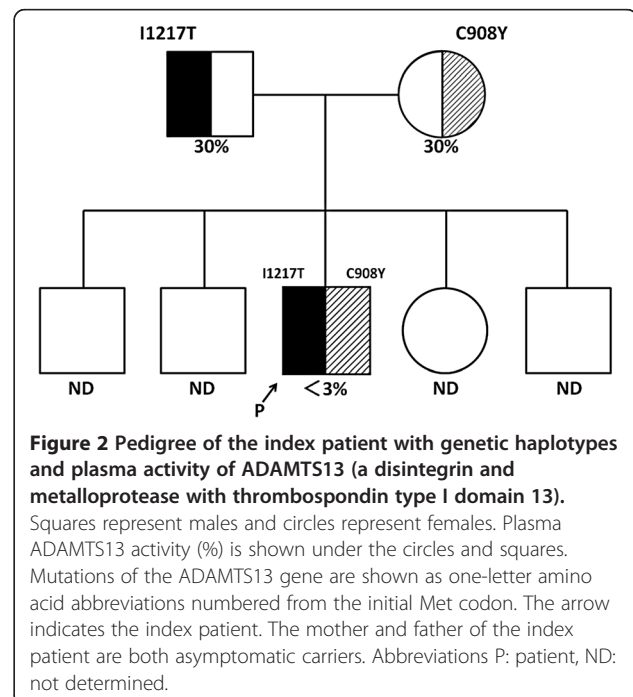 I1217T C908Y
30% 30%
I1217T C908Y
ND ND <3% ND ND
P
Figure 2 Pedigree of the index patient with genetic haplotypes
and plasma activity of ADAMTS13 (a disintegrin and
metalloprotease with thrombospondin type I domain 13).
Squares represent males and circles represent females. Plasma
ADAMTS13 activity (%) is shown under the circles and squares.
Mutations of the ADAMTS13 gene are shown as one-letter amino
acid abbreviations numbered from the initial Met codon. The arrow
indicates the index patient. The mother and father of the index
patient are both asymptomatic carriers. Abbreviations P: patient, ND:
not determined.